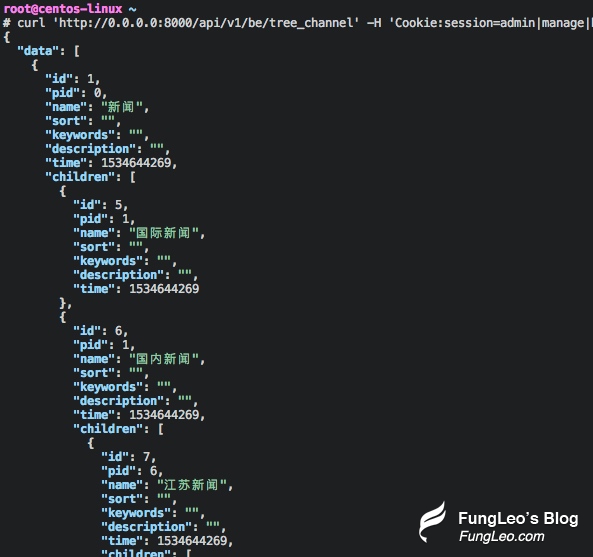 root@centos-linux ~
# curl 'http://0.0.0.0:8000/api/v1/be/tree_channel' -H 'Cookie:session=admin|manage|
{
  "data": [
    {
      "id": 1,
      "pid": 0,
      "name": "新闻",
      "sort": "",
      "keywords": "",
      "description": "",
      "time": 1534644269,
      "children": [
        {
          "id": 5,
          "pid": 1,
          "name": "国际新闻",
          "sort": "",
          "keywords": "",
          "description": "",
          "time": 1534644269
        },
        {
          "id": 6,
          "pid": 1,
          "name": "国内新闻",
          "sort": "",
          "keywords": "",
          "description": "",
          "time": 1534644269,
          "children": [
            {
              "id": 7,
              "pid": 6,
              "name": "江苏新闻",
              "sort": "",
              "keywords": "",
              "description": "",
              "time": 1534644269,
              "children": [
FungLeo's Blog
FungLeo.com